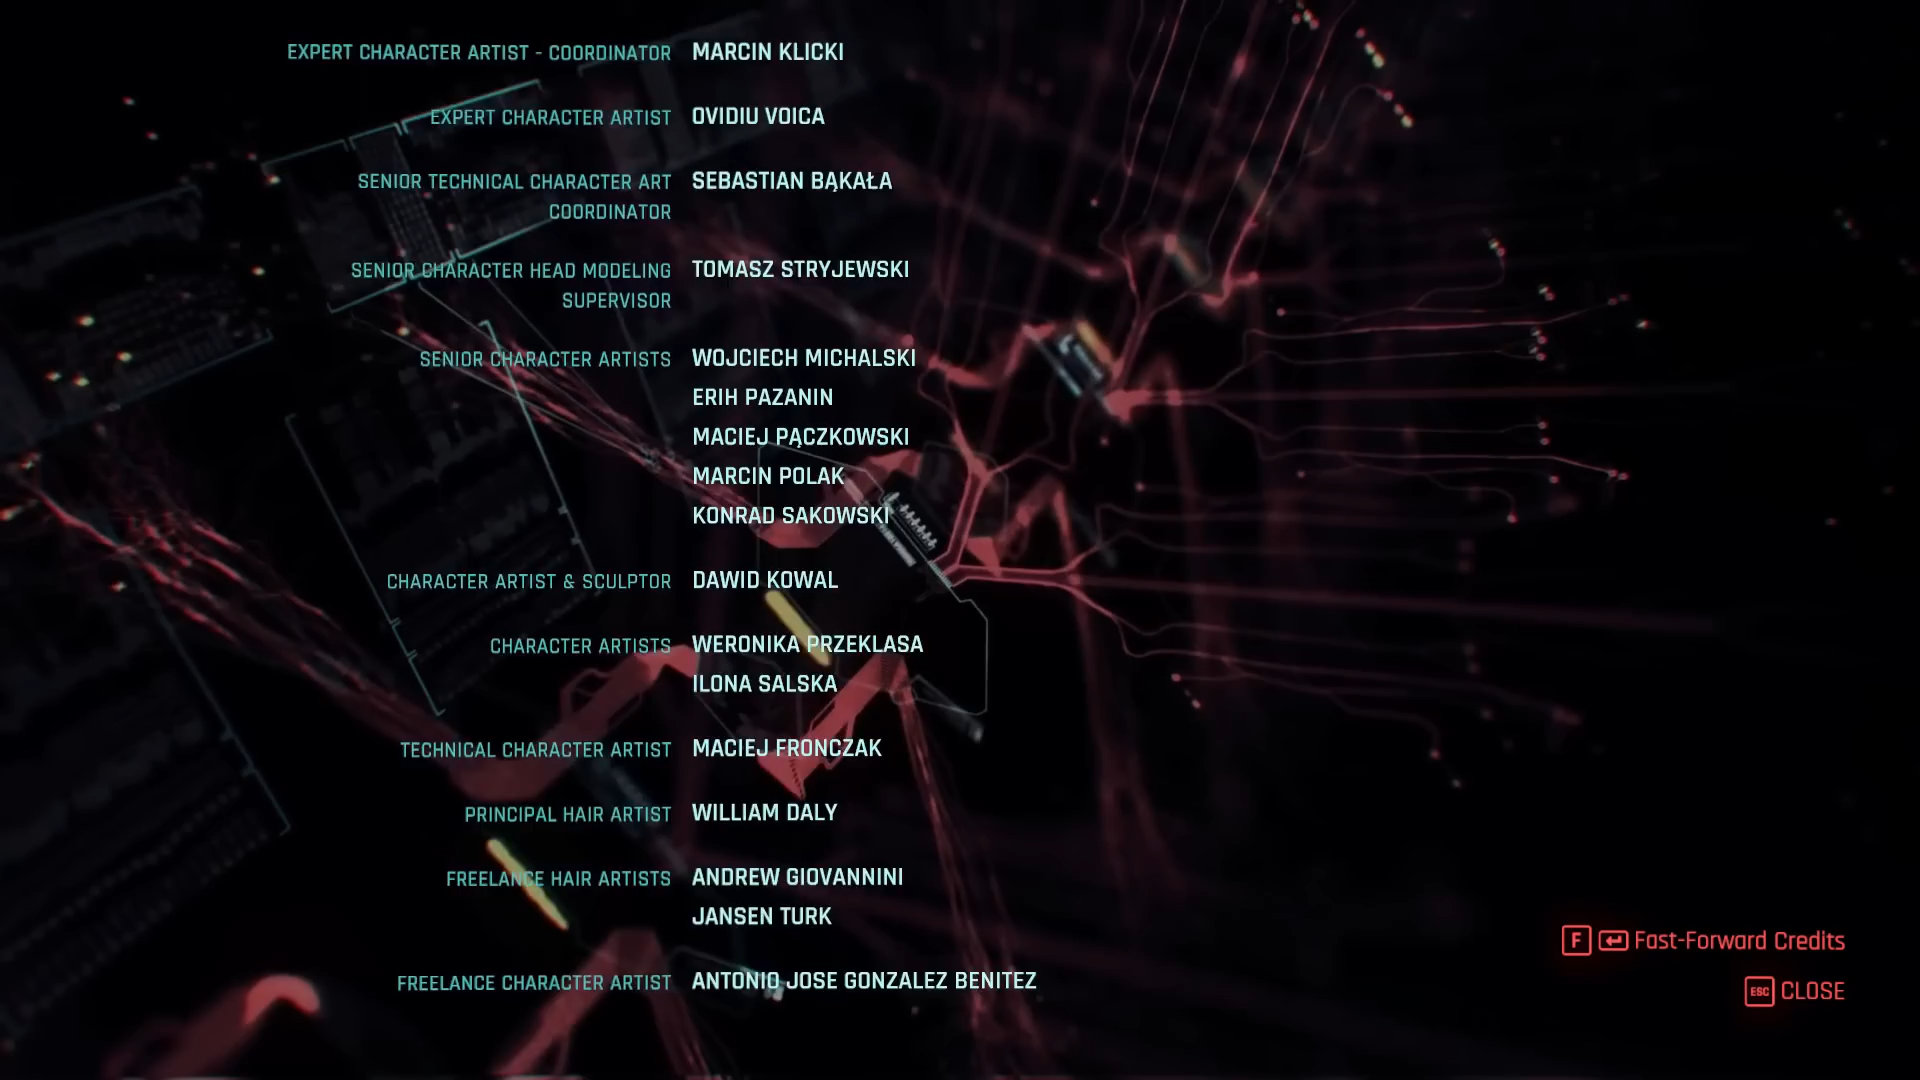 EXPERT CHARACTER ARTIST - COORDINATOR MARCIN KLICKI
EXPERT CHARACTER ARTIST OVIDIU VOICA
SENIOR TECHNICAL CHARACTER ART SEBASTIAN BĄKAŁA
COORDINATOR
SENIOR CHARACTER HEAD MODELING TOMASZ STRYJEWSKI
SUPERVISOR
SENIOR CHARACTER ARTISTS WOJCIECH MICHALSKI
ERIH PAZANIN
MACIEJ PĄCZKOWSKI
MARCIN POLAK
KONRAD SAKOWSKI
CHARACTER ARTIST & SCULPTOR DAWID KOWAL
CHARACTER ARTISTS WERONIKA PRZEKLASA
ILONA SALSKA
TECHNICAL CHARACTER ARTIST MACIEJ FRONCZAK
PRINCIPAL HAIR ARTIST WILLIAM DALY
FREELANCE HAIR ARTISTS ANDREW GIOVANNINI
JANSEN TURK
FREELANCE CHARACTER ARTIST ANTONIO JOSE GONZALEZ BENITEZ
F Fast-Forward Credits
ESC CLOSE